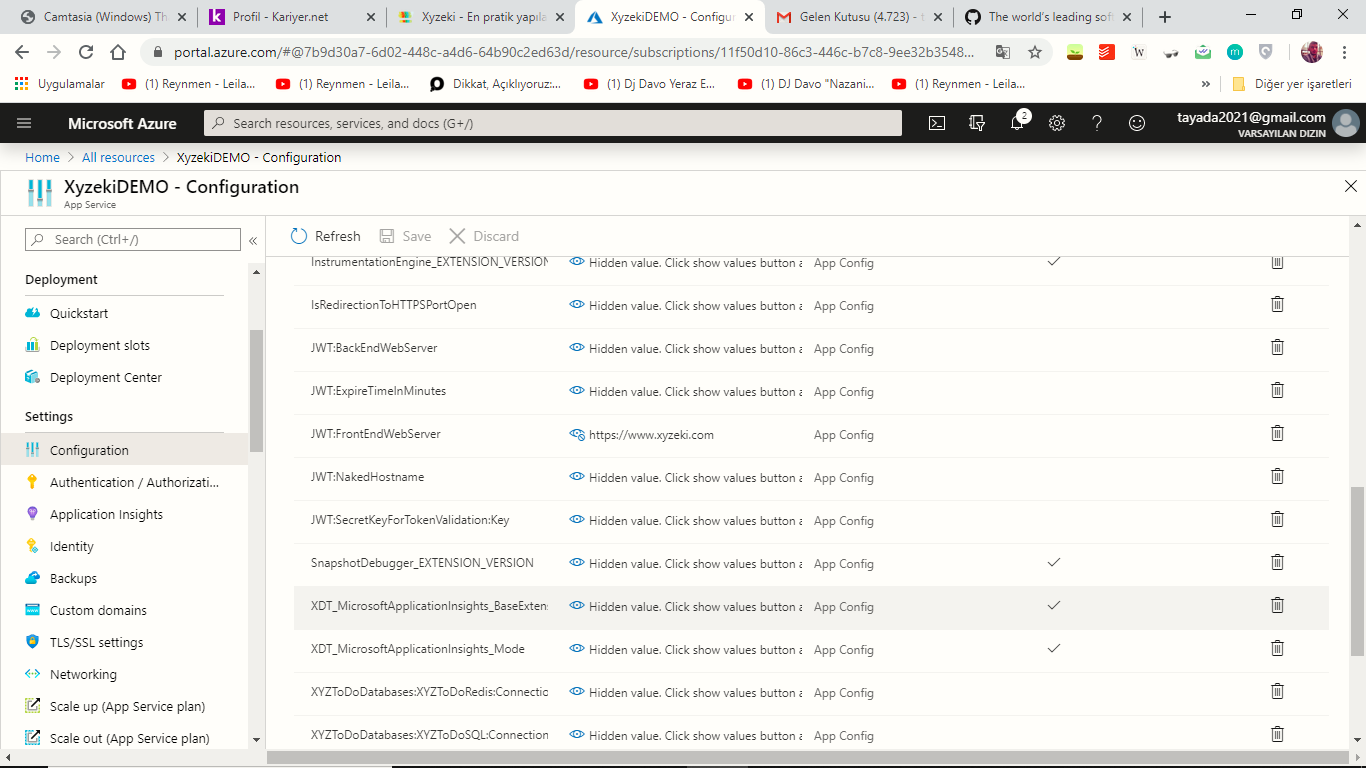 Camtasia (Windows) Th
Profil - Kariyer.net
Xyzeki - En pratik yapıla
XyzekiDEMO - Configur
Gelen Kutusu (4.723) - t
The world's leading soft
portal.azure.com/#@7b9d30a7-6d02-448c-a4d6-64b90c2ed63d/resource/subscriptions/11f50d10-86c3-446c-b7c8-9ee32b3548...
Uygulamalar
(1) Reynmen - Leila...
(1) Reynmen - Leila...
Dikkat, Açıklıyoruz:...
(1) Dj Davo Yeraz E...
(1) DJ Davo "Nazani...
(1) Reynmen - Leila...
»
Diğer yer işaretleri
Microsoft Azure
Search resources, services, and docs (G+/)
2
tayada2021@gmail.com
VARSAYILAN DIZIN
Home > All resources > XyzekiDEMO - Configuration
XyzekiDEMO - Configuration
App Service
Search (Ctrl+/)
«
Deployment
Quickstart
Deployment slots
Deployment Center
Settings
Configuration
Authentication / Authorizati...
Application Insights
Identity
Backups
Custom domains
TLS/SSL settings
Networking
Scale up (App Service plan)
Scale out (App Service plan)
Refresh Save Discard
InstrumentationEngine_EXTENSION_VERSION Hidden value. Click show values button a App Config
IsRedirectionToHTTPSPortOpen Hidden value. Click show values button a App Config
JWT:BackEndWebServer Hidden value. Click show values button a App Config
JWT:ExpireTimeInMinutes Hidden value. Click show values button a App Config
JWT:FrontEndWebServer https://www.xyzeki.com App Config
JWT:NakedHostname Hidden value. Click show values button a App Config
JWT:SecretKeyForTokenValidation:Key Hidden value. Click show values button a App Config
SnapshotDebugger_EXTENSION_VERSION Hidden value. Click show values button a App Config
XDT_MicrosoftApplicationInsights_BaseExtens Hidden value. Click show values button a App Config
XDT_MicrosoftApplicationInsights_Mode Hidden value. Click show values button a App Config
XYZToDoDatabases:XYZToDoRedis:Connectio Hidden value. Click show values button a App Config
XYZToDoDatabases:XYZToDoSQL:Connection Hidden value. Click show values button a App Config